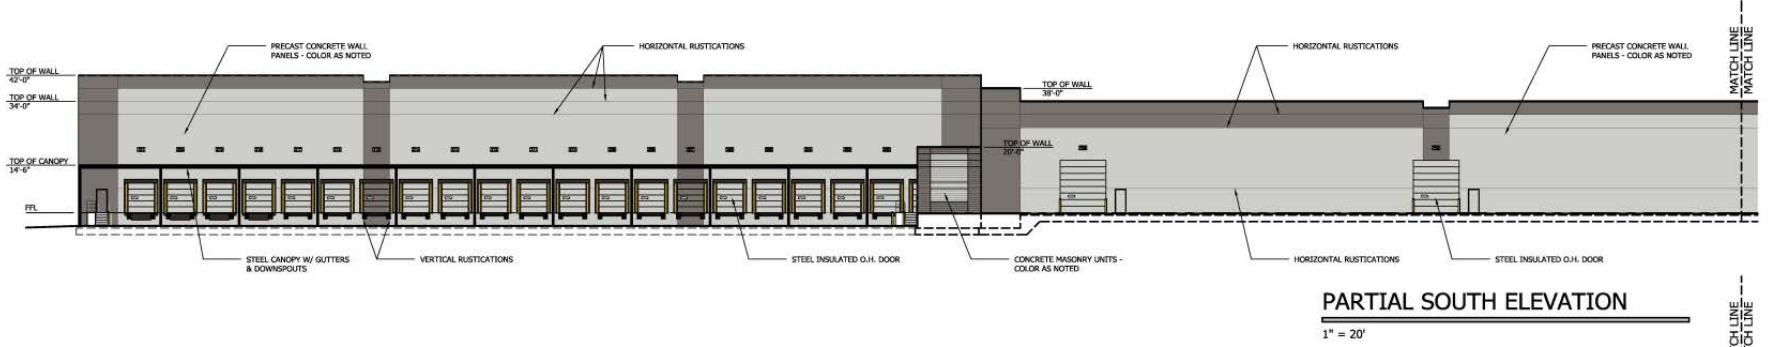 PRECAST CONCRETE WALL
PANELS - COLOR AS NOTED
HORIZONTAL RUSTICATIONS
HORIZONTAL RUSTICATIONS
PRECAST CONCRETE WALL
PANELS - COLOR AS NOTED
MATCH LINE
MATCH LINE
TOP OF WALL
42'-0"
TOP OF WALL
38'-0"
TOP OF WALL
34'-0"
TOP OF WALL
20'-0"
TOP OF CANOPY
14'-6"
FFL
STEEL CANOPY W/ GUTTERS
& DOWNSPOUTS
VERTICAL RUSTICATIONS
STEEL INSULATED O.H. DOOR
CONCRETE MASONRY UNITS -
COLOR AS NOTED
HORIZONTAL RUSTICATIONS
STEEL INSULATED O.H. DOOR
PARTIAL SOUTH ELEVATION
1" = 20'
CH LINE
CH LINE